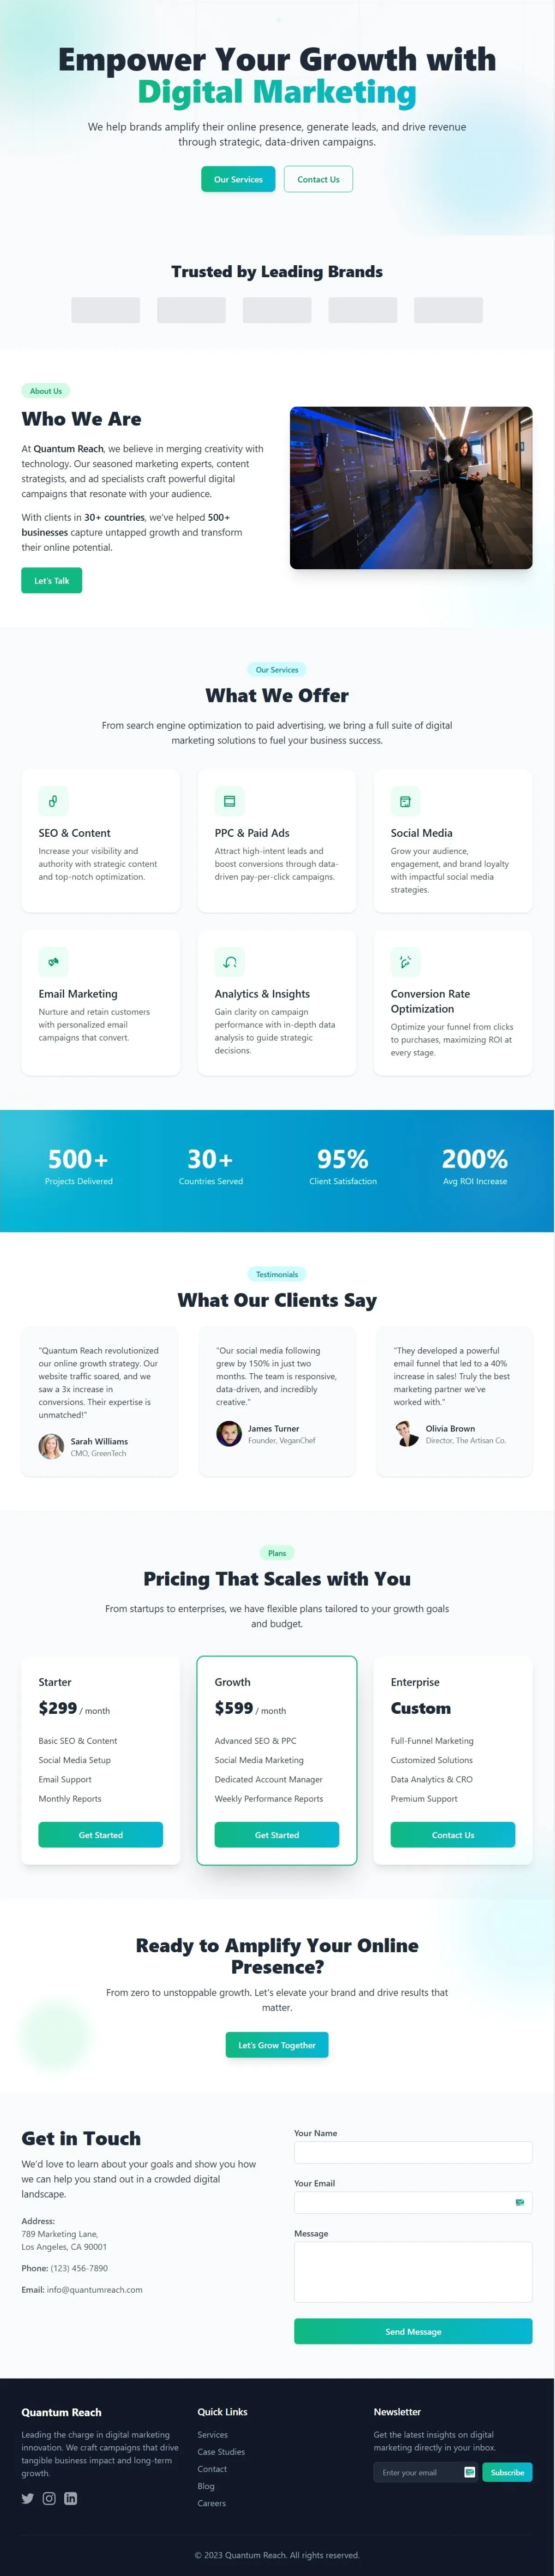 Empower Your Growth with
Digital Marketing
We help brands amplify their online presence, generate leads, and drive revenue
through strategic, data-driven campaigns.
Our Services
Contact Us
Trusted by Leading Brands
About Us
Who We Are
At Quantum Reach, we believe in merging creativity with
technology. Our seasoned marketing experts, content
strategists, and ad specialists craft powerful digital
campaigns that resonate with your audience.
With clients in 30+ countries, we've helped 500+
businesses capture untapped growth and transform
their online potential.
Let's Talk
Our Services
What We Offer
From search engine optimization to paid advertising, we bring a full suite of digital
marketing solutions to fuel your business success.
SEO & Content
Increase your visibility and
authority with strategic content
and top-notch optimization.
PPC & Paid Ads
Attract high-intent leads and
boost conversions through data-
driven pay-per-click campaigns.
Social Media
Grow your audience,
engagement, and brand loyalty
with impactful social media
strategies.
Email Marketing
Nurture and retain customers
with personalized email
campaigns that convert.
Analytics & Insights
Gain clarity on campaign
performance with in-depth data
analysis to guide strategic
decisions.
Conversion Rate
Optimization
Optimize your funnel from clicks
to purchases, maximizing ROI at
every stage.
500+
Projects Delivered
30+
Countries Served
95%
Client Satisfaction
200%
Avg ROI Increase
Testimonials
What Our Clients Say
"Quantum Reach revolutionized
our online growth strategy. Our
website traffic soared, and we
saw a 3x increase in
conversions. Their expertise is
unmatched!"
Sarah Williams
CMO, GreenTech
"Our social media following
grew by 150% in just two
months. The team is responsive,
data-driven, and incredibly
creative."
James Turner
Founder, VeganChef
"They developed a powerful
email funnel that led to a 40%
increase in sales! Truly the best
marketing partner we've
worked with."
Olivia Brown
Director, The Artisan Co.
Plans
Pricing That Scales with You
From startups to enterprises, we have flexible plans tailored to your growth goals
and budget.
Starter
$299 / month
Basic SEO & Content
Social Media Setup
Email Support
Monthly Reports
Get Started
Growth
$599 / month
Advanced SEO & PPC
Social Media Marketing
Dedicated Account Manager
Weekly Performance Reports
Get Started
Enterprise
Custom
Full-Funnel Marketing
Customized Solutions
Data Analytics & CRO
Premium Support
Contact Us
Ready to Amplify Your Online
Presence?
From zero to unstoppable growth. Let's elevate your brand and drive results that
matter.
Let's Grow Together
Get in Touch
We'd love to learn about your goals and show you how
we can help you stand out in a crowded digital
landscape.
Address:
789 Marketing Lane,
Los Angeles, CA 90001
Phone: (123) 456-7890
Email: info@quantumreach.com
Your Name
Your Email
Message
Send Message
Quantum Reach
Leading the charge in digital marketing
innovation. We craft campaigns that drive
tangible business impact and long-term
growth.
Quick Links
Services
Case Studies
Contact
Blog
Careers
Newsletter
Get the latest insights on digital
marketing directly in your inbox.
Enter your email
Subscribe
© 2023 Quantum Reach. All rights reserved.